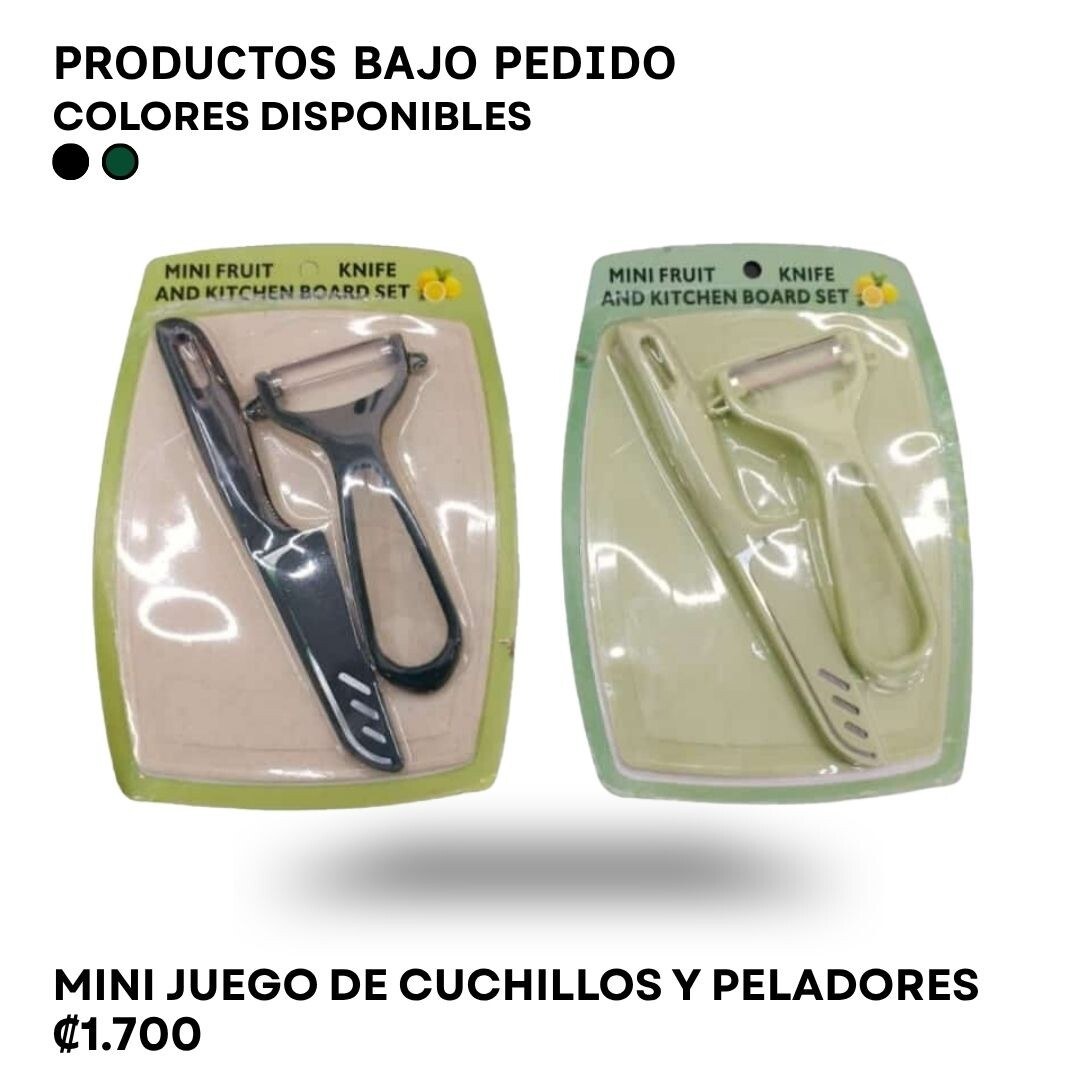 PRODUCTOS BAJO PEDIDO
COLORES DISPONIBLES
MINI FRUIT KNIFE
AND KITCHEN BOARD SET
MINI FRUIT KNIFE
AND KITCHEN BOARD SET
MINI JUEGO DE CUCHILLOS Y PELADORES
₡1.700